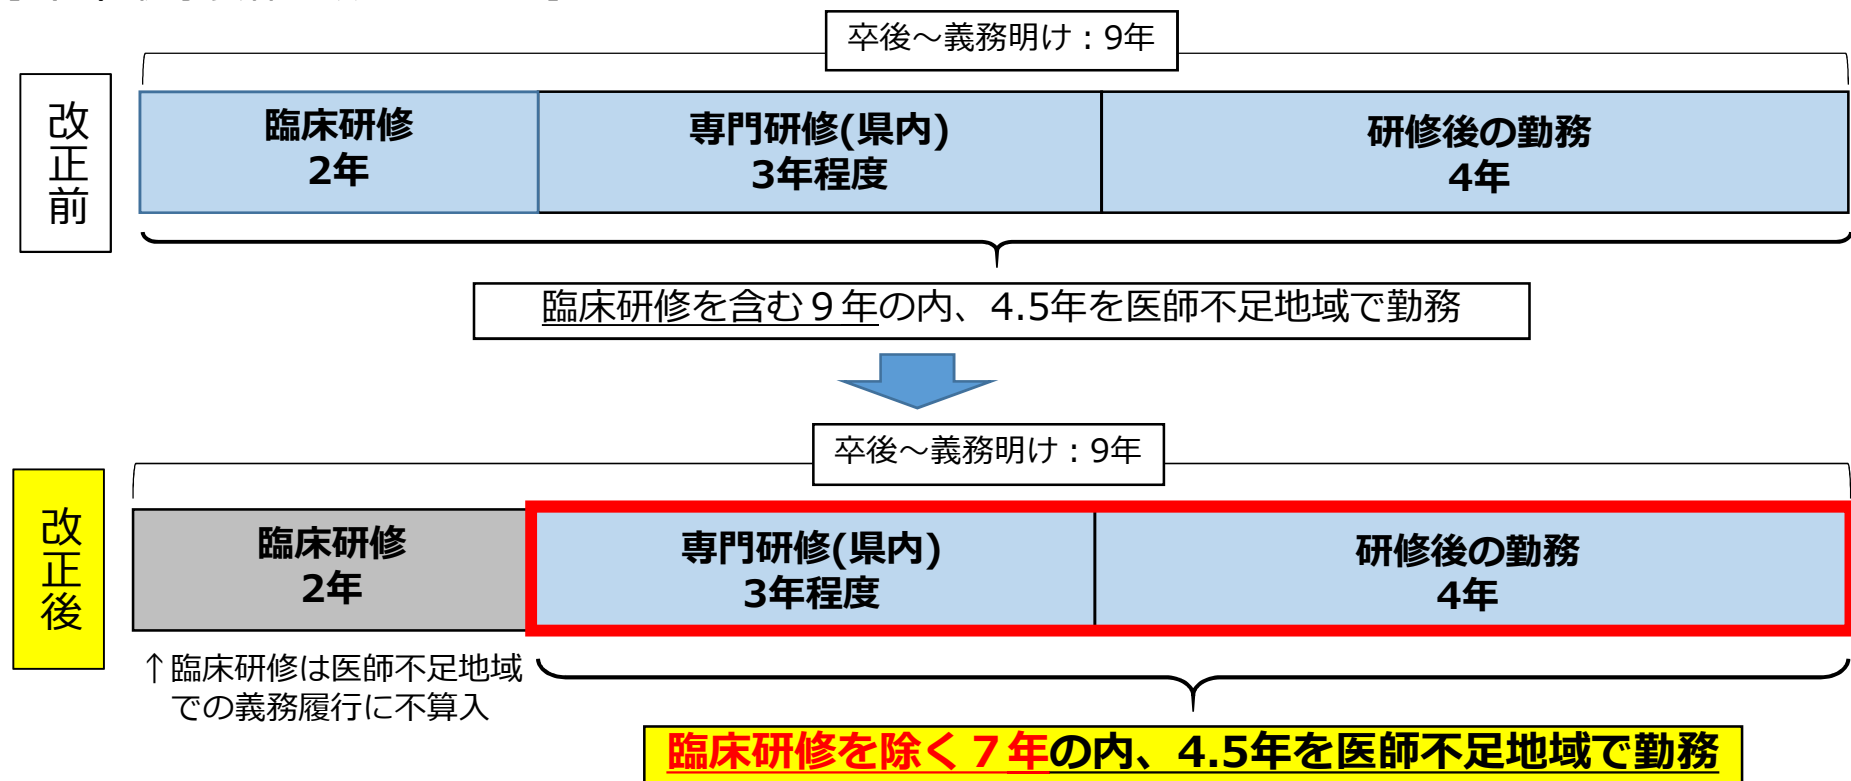 卒後～義務明け：9年
改正前
臨床研修
2年
専門研修(県内)
3年程度
研修後の勤務
4年
臨床研修を含む９年の内、4.5年を医師不足地域で勤務
卒後～義務明け：9年
改正後
臨床研修
2年
専門研修(県内)
3年程度
研修後の勤務
4年
↑臨床研修は医師不足地域
での義務履行に不算入
臨床研修を除く７年の内、4.5年を医師不足地域で勤務